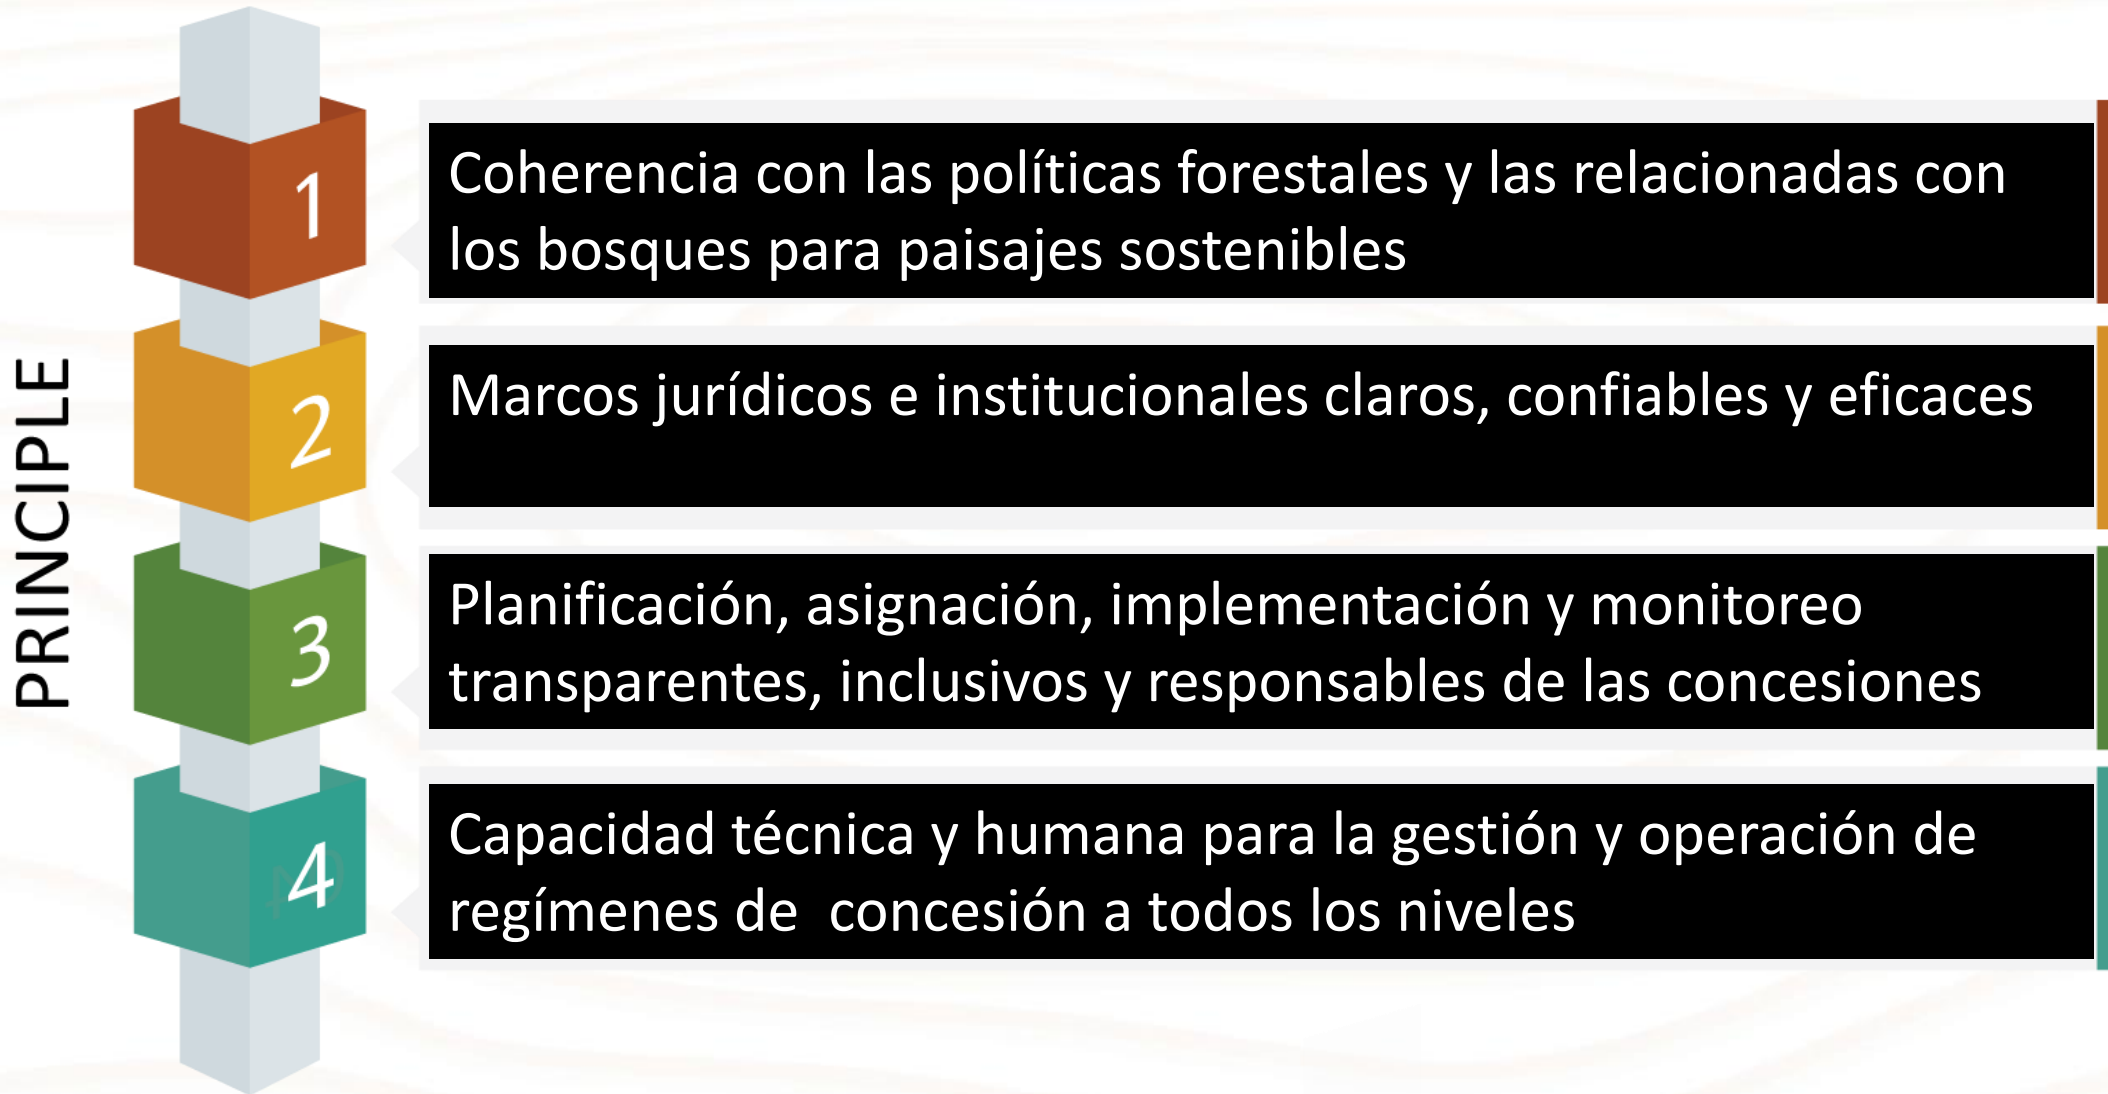 PRINCIPLE
1
Coherencia con las políticas forestales y las relacionadas con
los bosques para paisajes sostenibles
2
Marcos jurídicos e institucionales claros, confiables y eficaces
3
Planificación, asignación, implementación y monitoreo
transparentes, inclusivos y responsables de las concesiones
4
Capacidad técnica y humana para la gestión y operación de
regímenes de  concesión a todos los niveles